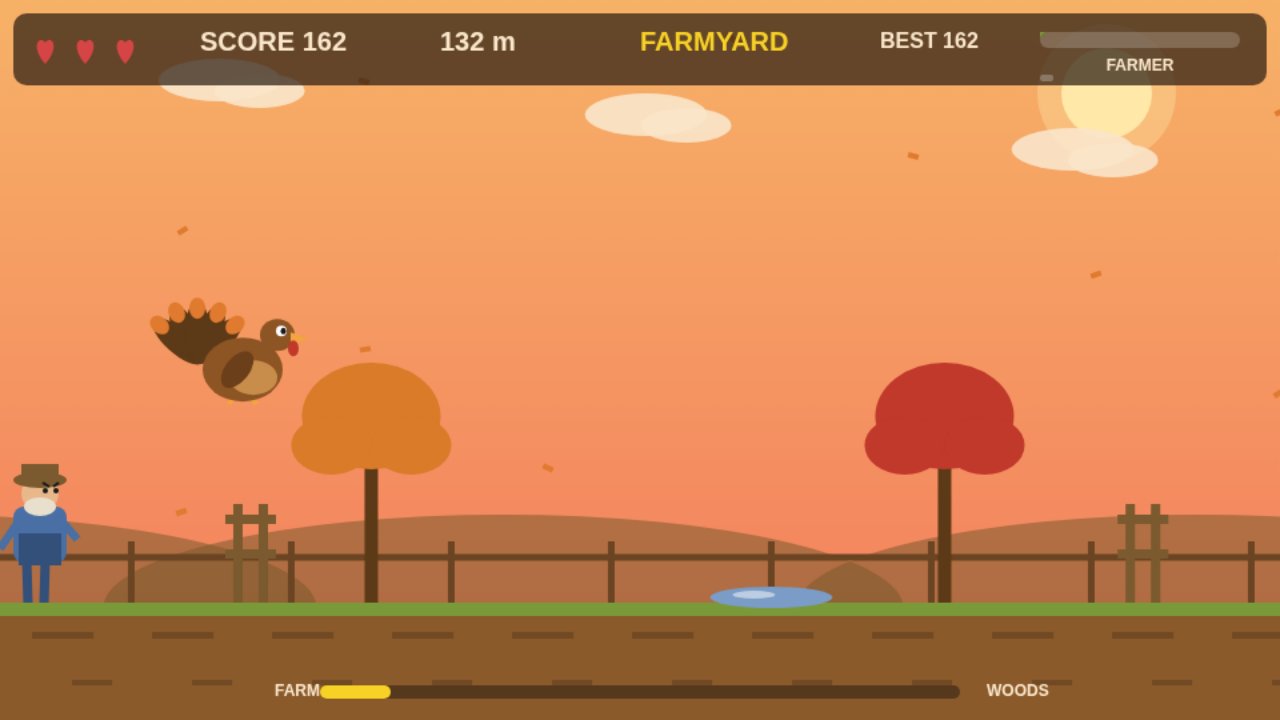 SCORE 162
132 m
FARMYARD
BEST 162
FARMER
FARM
WOODS